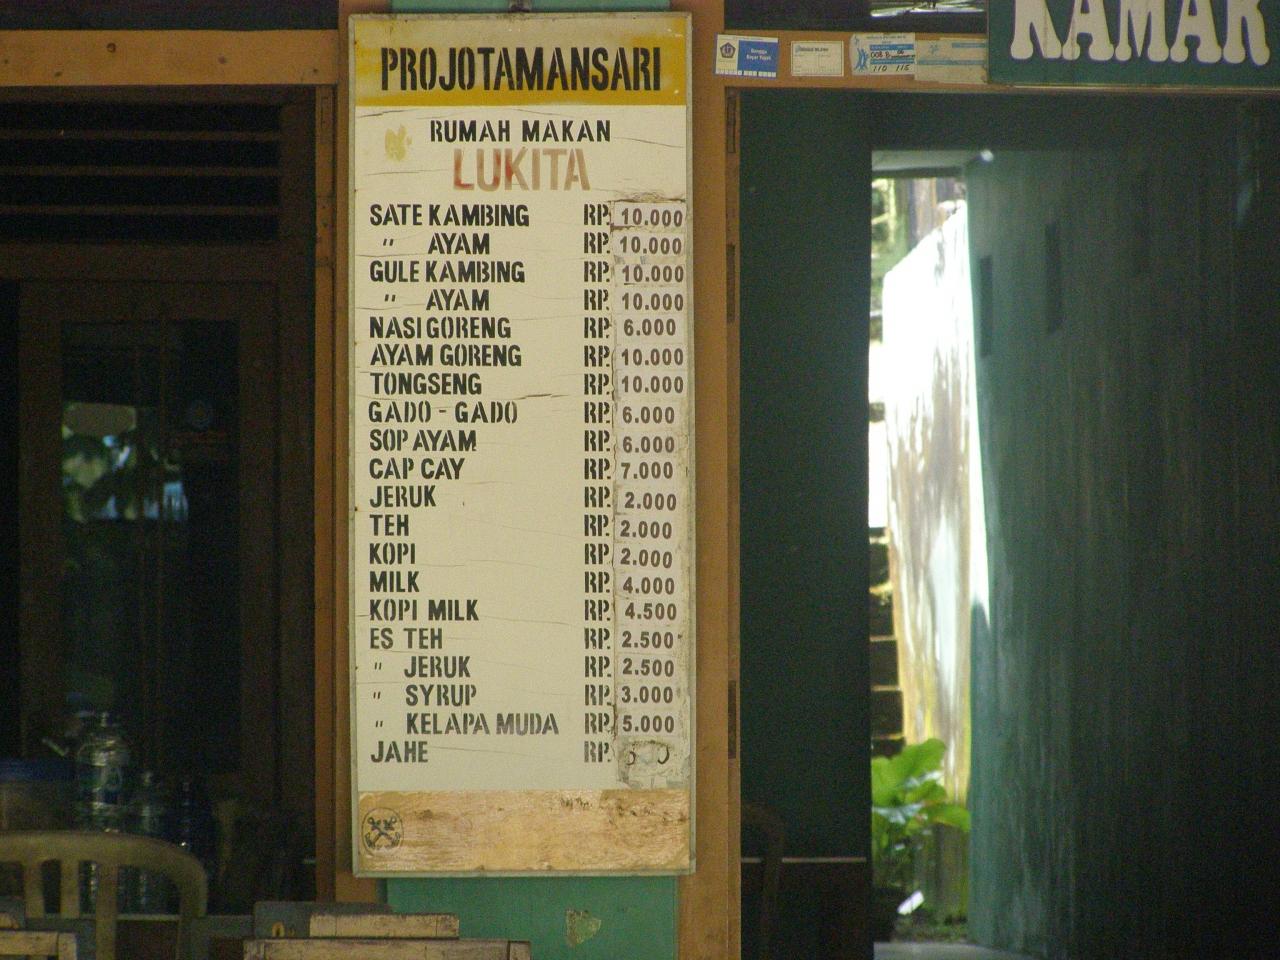 PROJOTAMANSARI
RUMAH MAKAN
LUKITA
SATE KAMBING RP. 10.000
" AYAM RP. 10.000
GULE KAMBING RP. 10.000
" AYAM RP. 10.000
NASI GORENG RP. 6.000
AYAM GORENG RP. 10.000
TONGSENG RP. 10.000
GADO - GADO RP. 6.000
SOP AYAM RP. 6.000
CAP CAY RP. 7.000
JERUK RP. 2.000
TEH RP. 2.000
KOPI RP. 2.000
MILK RP. 4.000
KOPI MILK RP. 4.500
ES TEH RP. 2.500
" JERUK RP. 2.500
" SYRUP RP. 3.000
" KELAPA MUDA RP. 5.000
JAHE RP.
KAMAR